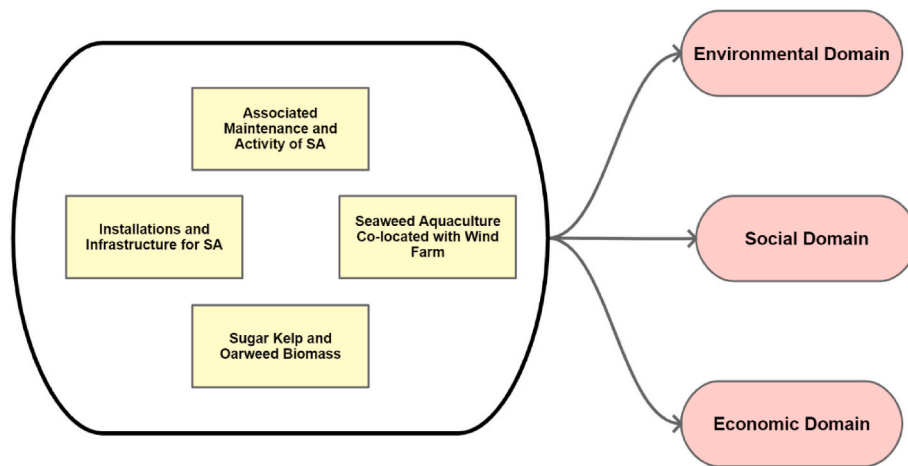 Associated
Maintenance and
Activity of SA
Installations and
Infrastructure for SA
Seaweed Aquaculture
Co-located with Wind
Farm
Sugar Kelp and
Oarweed Biomass
Environmental Domain
Social Domain
Economic Domain